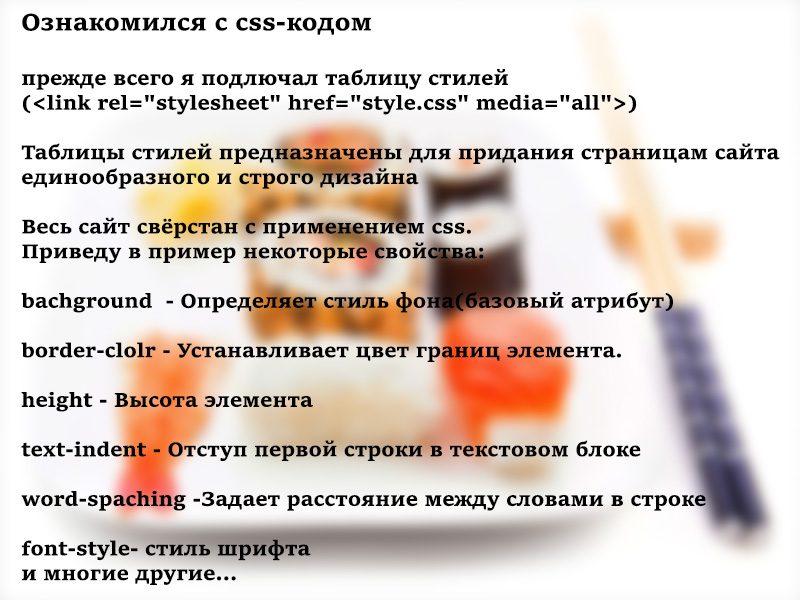 Ознакомился с css-кодом
прежде всего я подлючал таблицу стилей
(<link rel="stylesheet" href="style.css" media="all">)
Таблицы стилей предназначены для придания страницам сайта
единообразного и строго дизайна
Весь сайт свёрстан с применением css.
Приведу в пример некоторые свойства:
bachground - Определяет стиль фона(базовый атрибут)
border-clolr - Устанавливает цвет границ элемента.
height - Высота элемента
text-indent - Отступ первой строки в текстовом блоке
word-spaching -Задает расстояние между словами в строке
font-style- стиль шрифта
и многие другие...